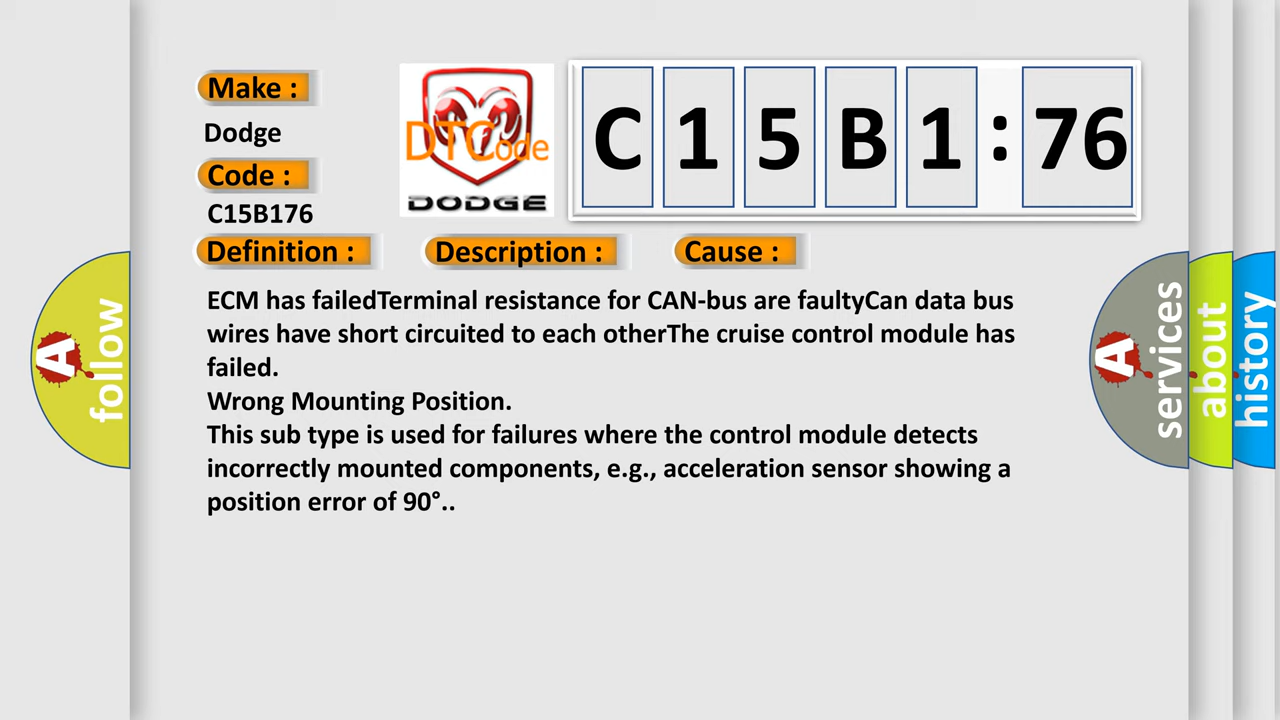 Make :
Dodge
Code :
C15B176
DTCode
DODGE
C15B1:76
Definition :
Description :
Cause :
ECM has failedTerminal resistance for CAN-bus are faultyCan data bus
wires have short circuited to each otherThe cruise control module has
failed.
Wrong Mounting Position.
This sub type is used for failures where the control module detects
incorrectly mounted components, e.g., acceleration sensor showing a
position error of 90°..
A follow
A services
about
history